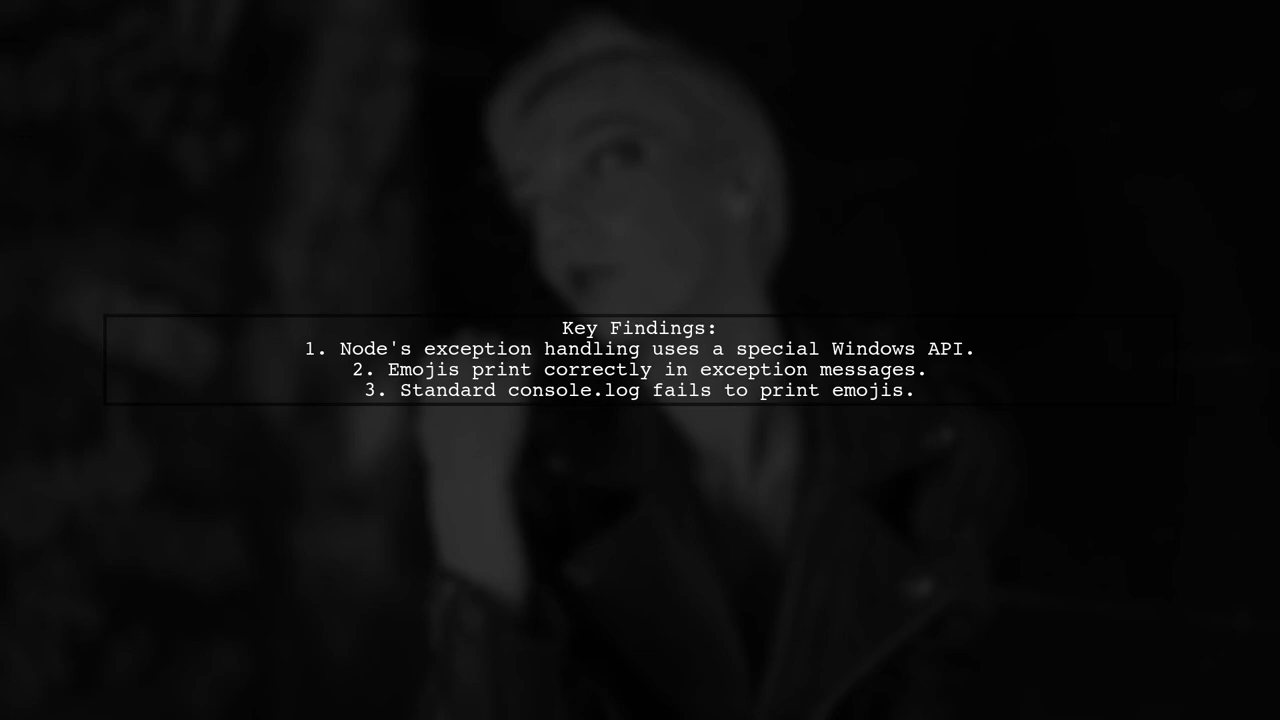 Key Findings:
1. Node's exception handling uses a special Windows API.
2. Emojis print correctly in exception messages.
3. Standard console.log fails to print emojis.